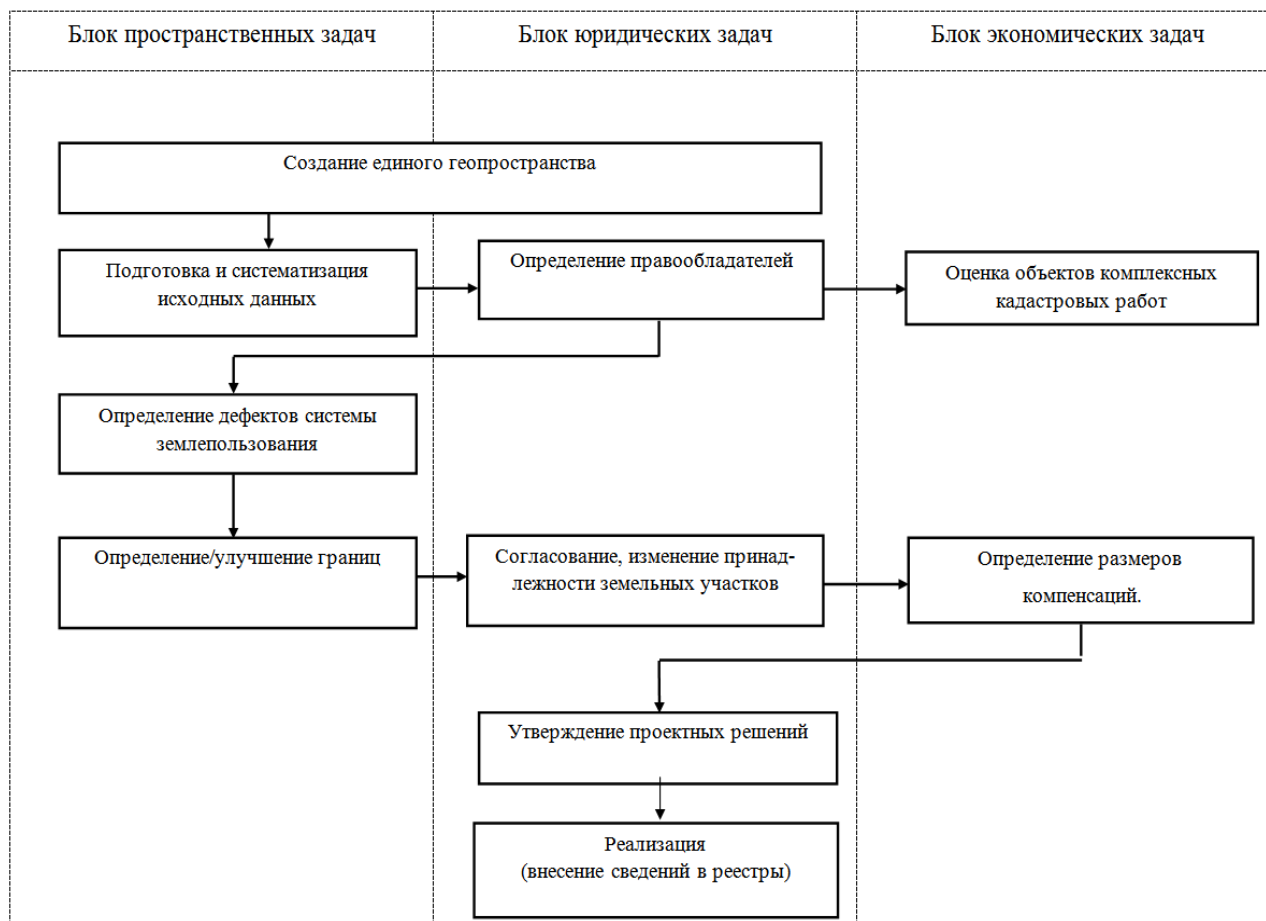 Блок пространственных задач
Блок юридических задач
Блок экономических задач
Создание единого геопространства
Подготовка и систематизация
исходных данных
Определение правообладателей
Оценка объектов комплексных
кадастровых работ
Определение дефектов системы
землепользования
Определение/улучшение границ
Согласование, изменение принад-
лежности земельных участков
Определение размеров
компенсаций.
Утверждение проектных решений
Реализация
(внесение сведений в реестры)